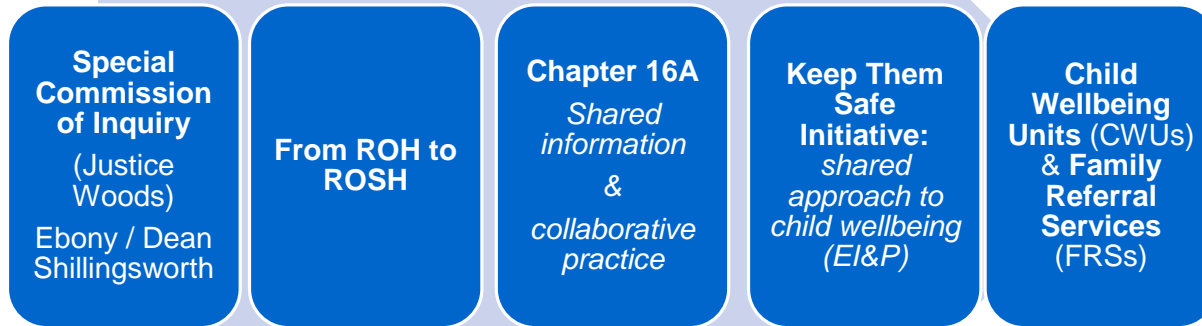 Special
Commission
of Inquiry
(Justice
Woods)
Ebony / Dean
Shillingsworth
From ROH to
ROSH
Chapter 16A
Shared
information
&
collaborative
practice
Keep Them
Safe
Initiative:
shared
approach to
child wellbeing
(EI&P)
Child
Wellbeing
Units (CWUs)
& Family
Referral
Services
(FRSs)